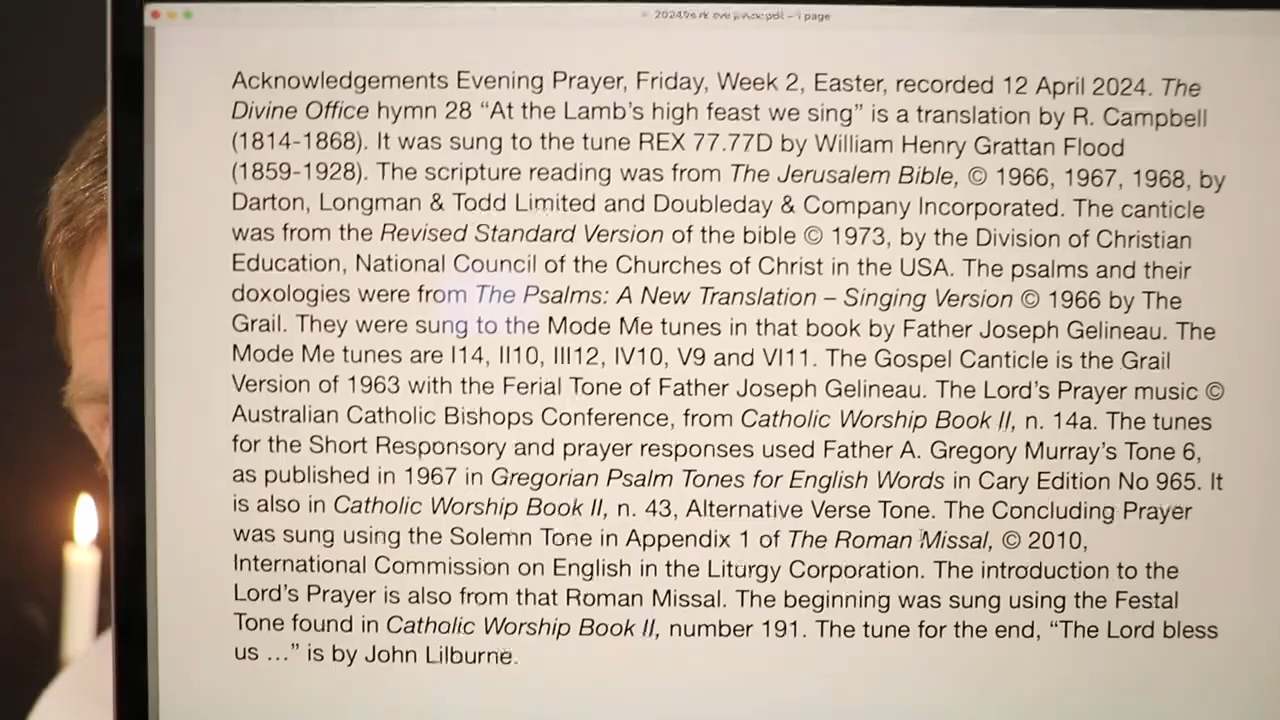 – 1 page
Acknowledgements Evening Prayer, Friday, Week 2, Easter, recorded 12 April 2024. The
Divine Office hymn 28 “At the Lamb’s high feast we sing” is a translation by R. Campbell
(1814-1868). It was sung to the tune REX 77.77D by William Henry Grattan Flood
(1859-1928). The scripture reading was from The Jerusalem Bible, © 1966, 1967, 1968, by
Darton, Longman & Todd Limited and Doubleday & Company Incorporated. The canticle
was from the Revised Standard Version of the bible © 1973, by the Division of Christian
Education, National Council of the Churches of Christ in the USA. The psalms and their
doxologies were from The Psalms: A New Translation – Singing Version © 1966 by The
Grail. They were sung to the Mode Me tunes in that book by Father Joseph Gelineau. The
Mode Me tunes are I14, II10, III12, IV10, V9 and VI11. The Gospel Canticle is the Grail
Version of 1963 with the Ferial Tone of Father Joseph Gelineau. The Lord’s Prayer music ©
Australian Catholic Bishops Conference, from Catholic Worship Book II, n. 14a. The tunes
for the Short Responsory and prayer responses used Father A. Gregory Murray’s Tone 6,
as published in 1967 in Gregorian Psalm Tones for English Words in Cary Edition No 965. It
is also in Catholic Worship Book II, n. 43, Alternative Verse Tone. The Concluding Prayer
was sung using the Solemn Tone in Appendix 1 of The Roman Missal, © 2010,
International Commission on English in the Liturgy Corporation. The introduction to the
Lord’s Prayer is also from that Roman Missal. The beginning was sung using the Festal
Tone found in Catholic Worship Book II, number 191. The tune for the end, “The Lord bless
us …” is by John Lilburne.